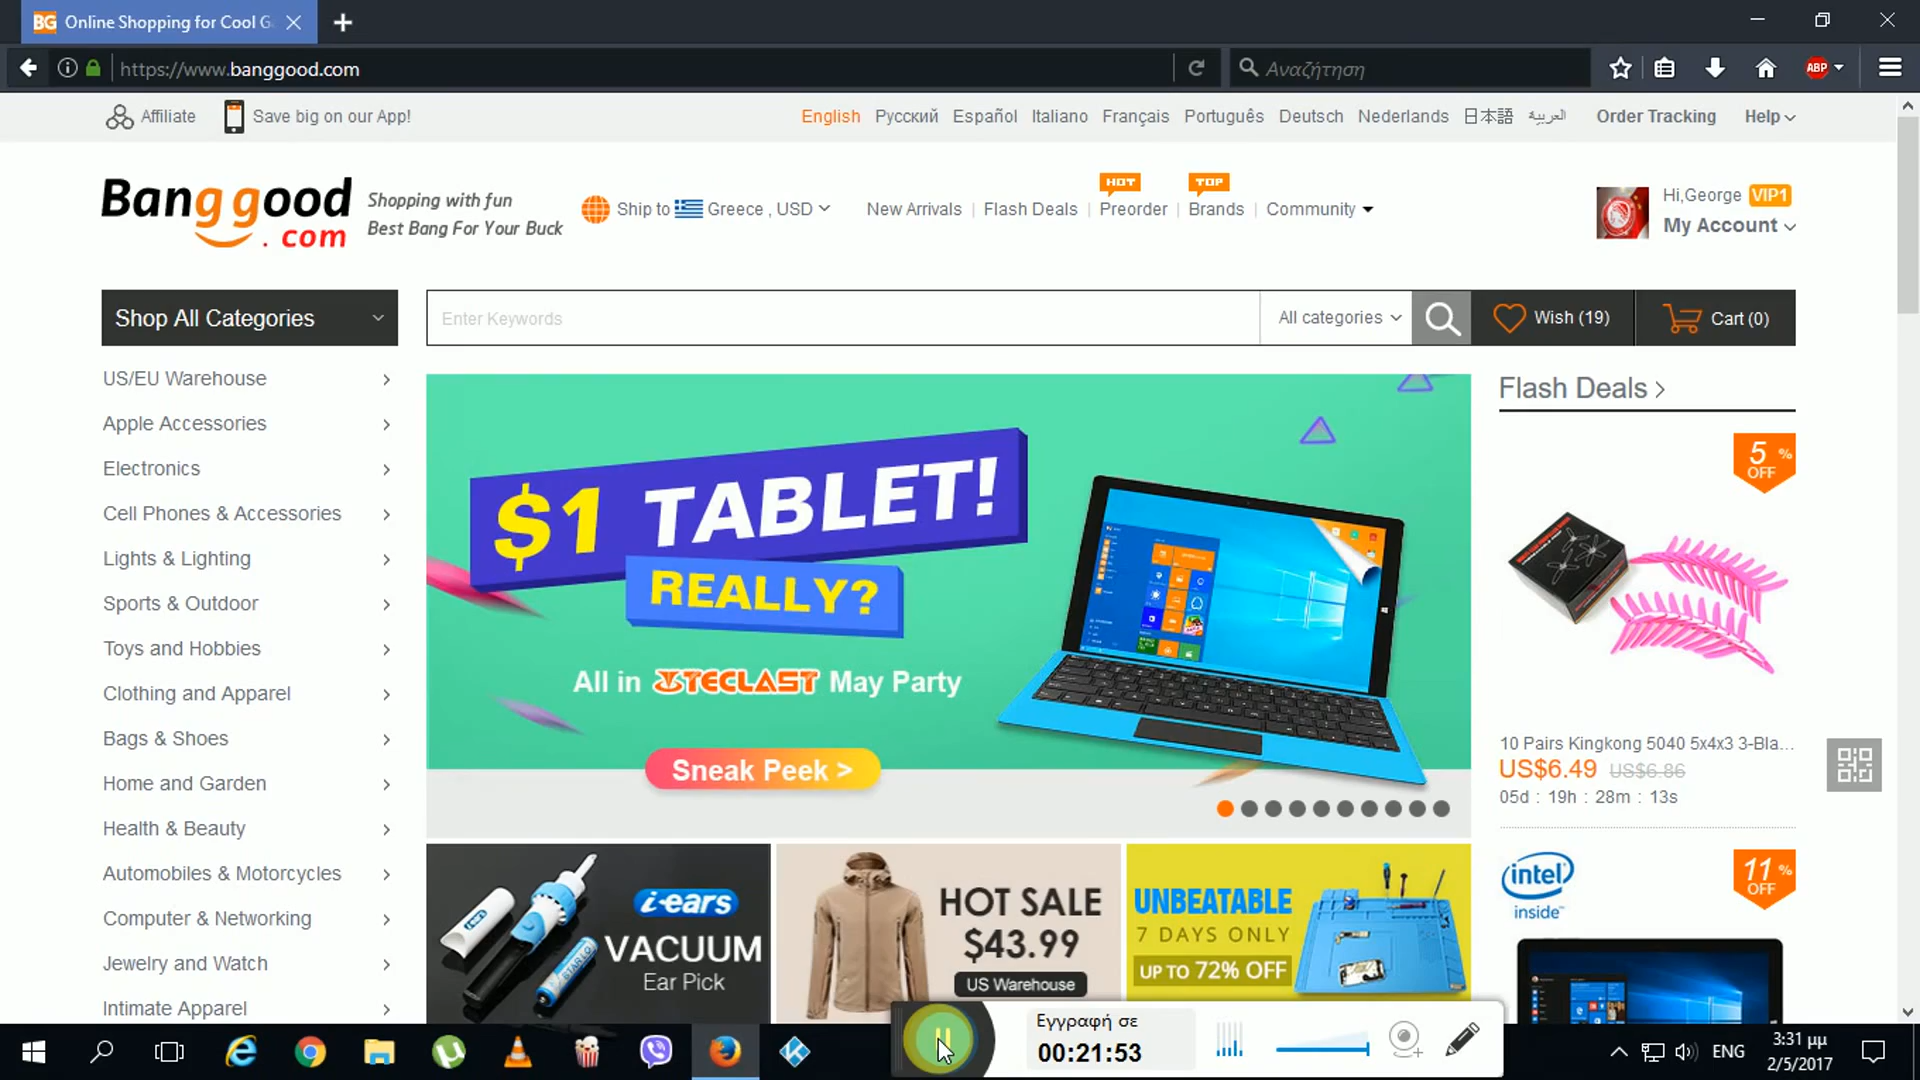 BG Online Shopping for Cool G
https://www.banggood.com
Αναζήτηση
ABP
Affiliate
Save big on our App!
English Русский Español Italiano Français Português Deutsch Nederlands 日本語 العربية
Order Tracking
Help
Banggood
.com
Shopping with fun
Best Bang For Your Buck
Ship to Greece , USD
HOT
TOP
New Arrivals | Flash Deals | Preorder | Brands | Community
Hi,George VIP1
My Account
Shop All Categories
Enter Keywords
All categories
Wish (19)
Cart (0)
US/EU Warehouse
Apple Accessories
Electronics
Cell Phones & Accessories
Lights & Lighting
Sports & Outdoor
Toys and Hobbies
Clothing and Apparel
Bags & Shoes
Home and Garden
Health & Beauty
Automobiles & Motorcycles
Computer & Networking
Jewelry and Watch
Intimate Apparel
$1 TABLET!
REALLY?
All in TECLAST May Party
Sneak Peek >
i-ears
VACUUM
Ear Pick
HOT SALE
$43.99
US Warehouse
UNBEATABLE
7 DAYS ONLY
UP TO 72% OFF
Flash Deals
5 %
OFF
10 Pairs Kingkong 5040 5x4x3 3-Bla...
US$6.49 US$6.86
05d : 19h : 28m : 13s
intel
inside™
11 %
OFF
Εγγραφή σε
00:21:53
ENG
3:31 μμ
2/5/2017